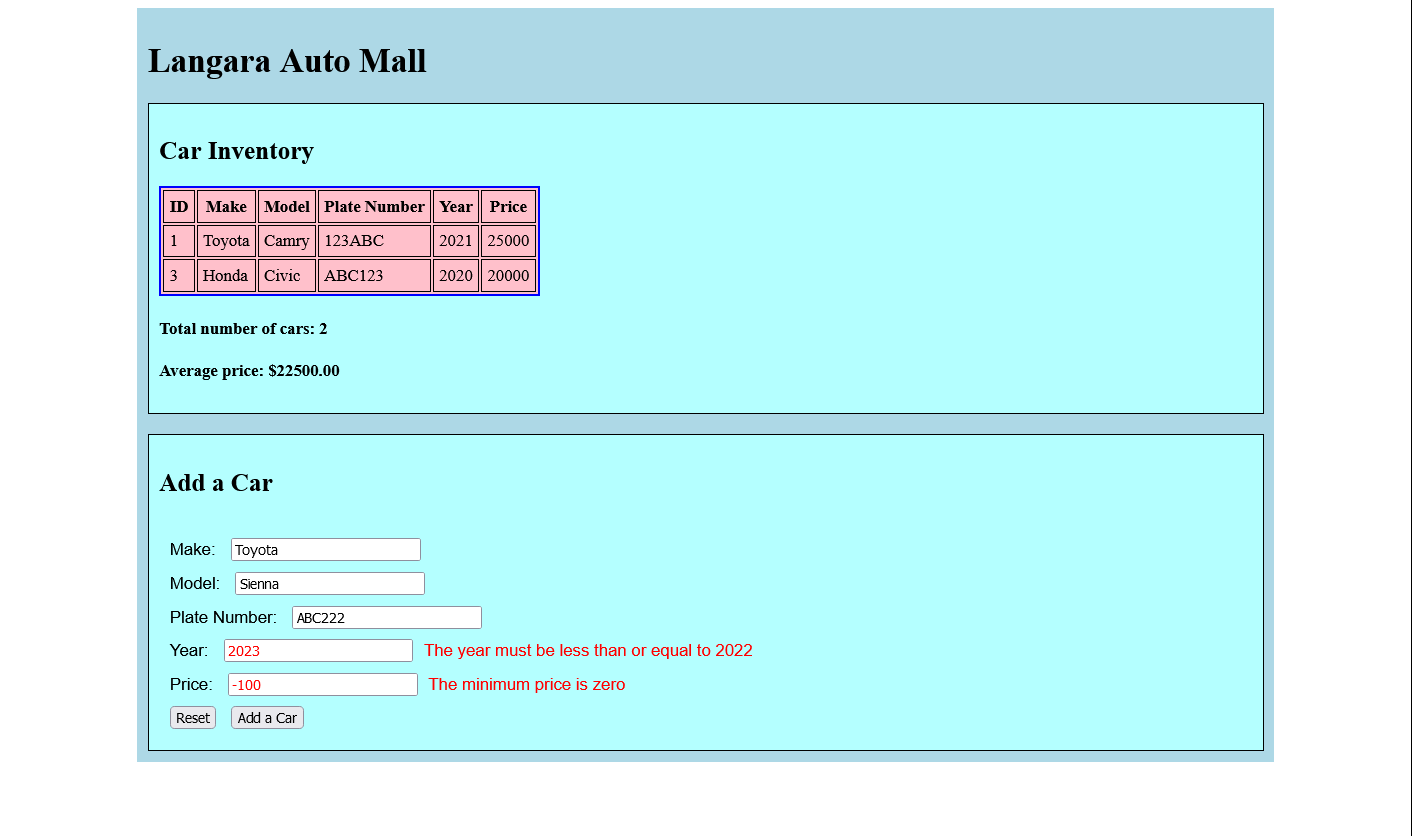 Langara Auto Mall
Car Inventory
ID Make Model Plate Number Year Price
1 Toyota Camry 123ABC 2021 25000
3 Honda Civic ABC123 2020 20000
Total number of cars: 2
Average price: $22500.00
Add a Car
Make: Toyota
Model: Sienna
Plate Number: ABC222
Year: 2023 The year must be less than or equal to 2022
Price: -100 The minimum price is zero
Reset Add a Car